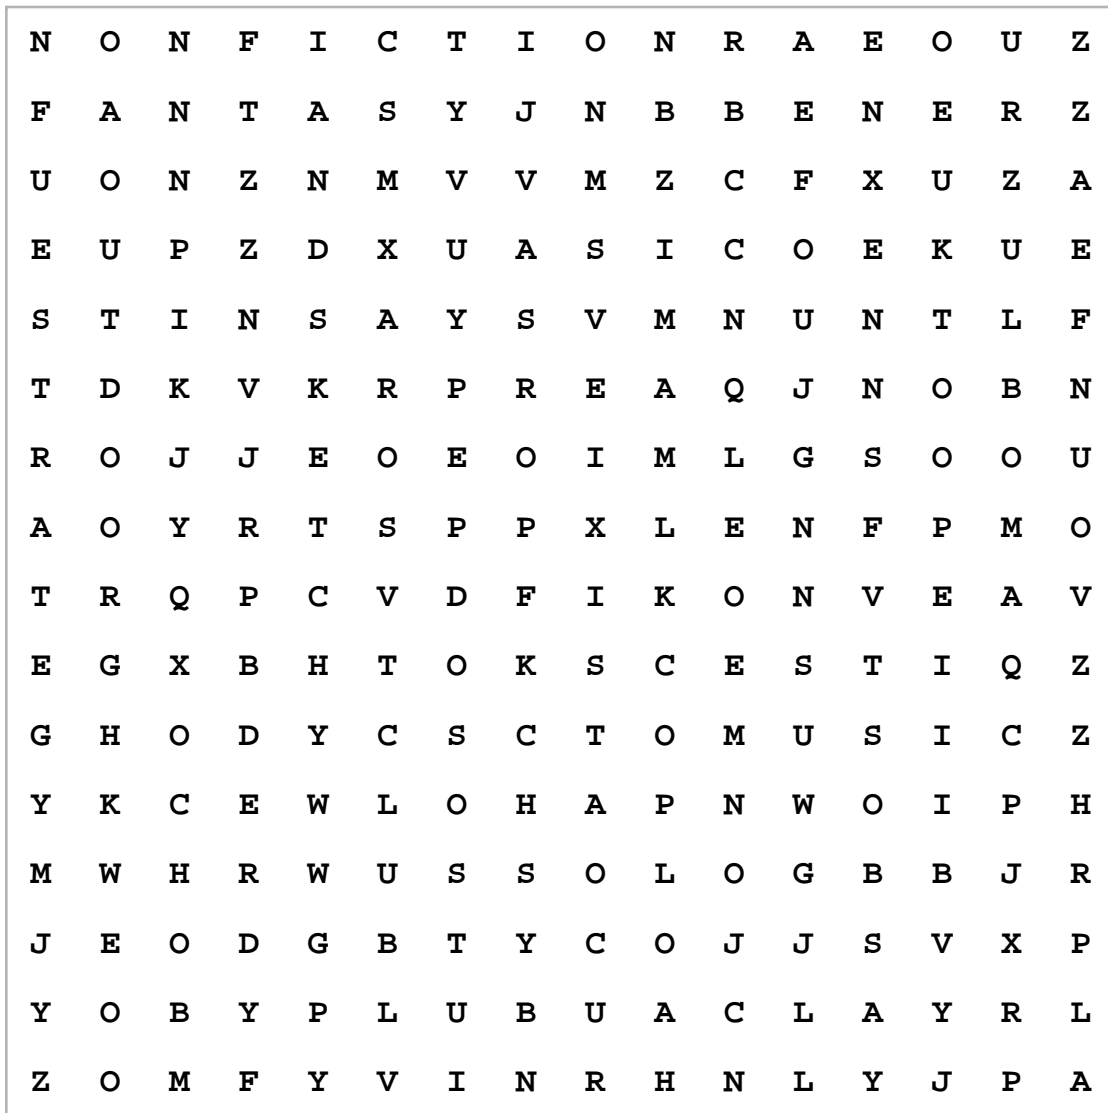 N O N F I C T I O N R A E O U Z
F A N T A S Y J N B B E N E R Z
U O N Z N M V V M Z C F X U Z A
E U P Z D X U A S I C O E K U E
S T I N S A Y S V M N U N T L F
T D K V K R P R E A Q J N O B N
R O J J E O E O I M L G S O O U
A O Y R T S P P X L E N F P M O
T R Q P C V D F I K O N V E A V
E G X B H T O K S C E S T I Q Z
G H O D Y C S C T O M U S I C Z
Y K C E W L O H A P N W O I P H
M W H R W U S S O L O G B B J R
J E O D G B T Y C O J J S V X P
Y O B Y P L U B U A C L A Y R L
Z O M F Y V I N R H N L Y J P A